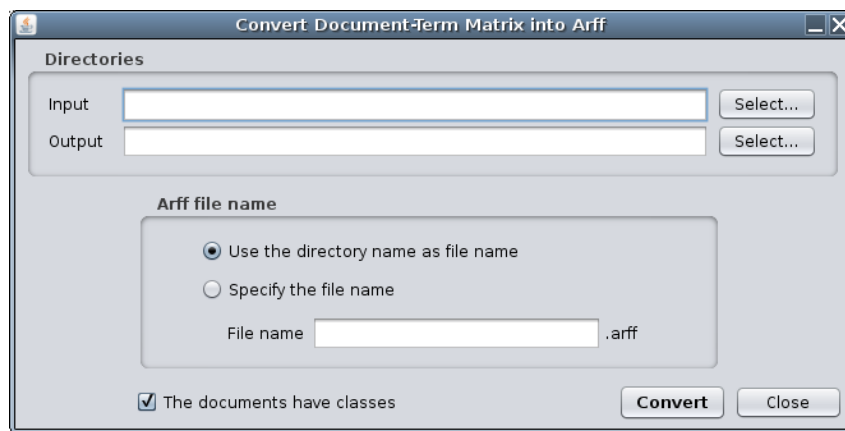 Convert Document-Term Matrix into Arff
Directories
Input Select...
Output Select...
Arff file name
Use the directory name as file name
Specify the file name
File name .arff
The documents have classes Convert Close